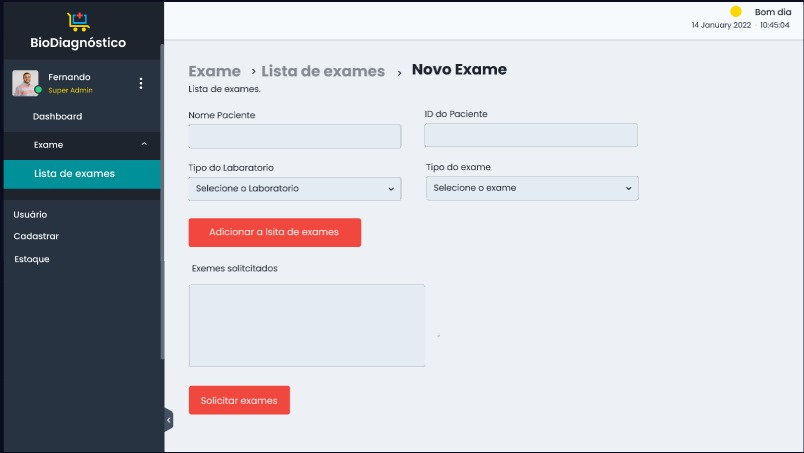 BioDiagnóstico
Fernando
Super Admin
Dashboard
Exame
Lista de exames
Usuário
Cadastrar
Estoque
Bom dia
14 January 2022 10:45:04
Exame > Lista de exames > Novo Exame
Lista de exames.
Nome Paciente
ID do Paciente
Tipo do Labaratorio
Tipo do exame
Selecione o Laboratorio
Selecione o exame
Adicionar a lsita de exames
Exemes solitcitados
Solicitar exames